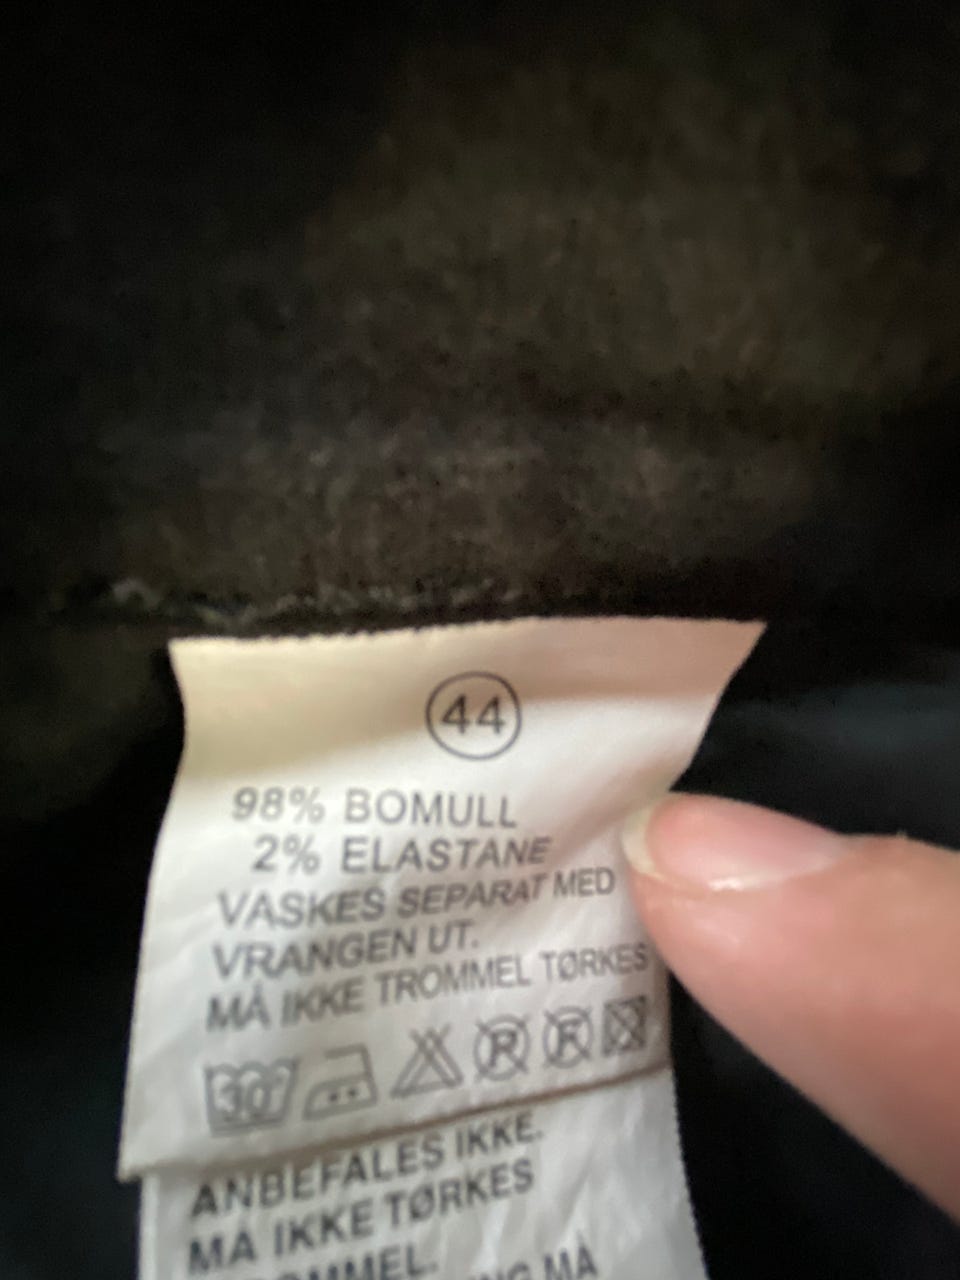 44
98% BOMULL
2% ELASTANE
VASKES SEPARAT MED
VRANGEN UT.
MÅ IKKE TROMMEL TØRKES
30° P P
ANBEFALES IKKE.
MÅ IKKE TØRKES
MÅ